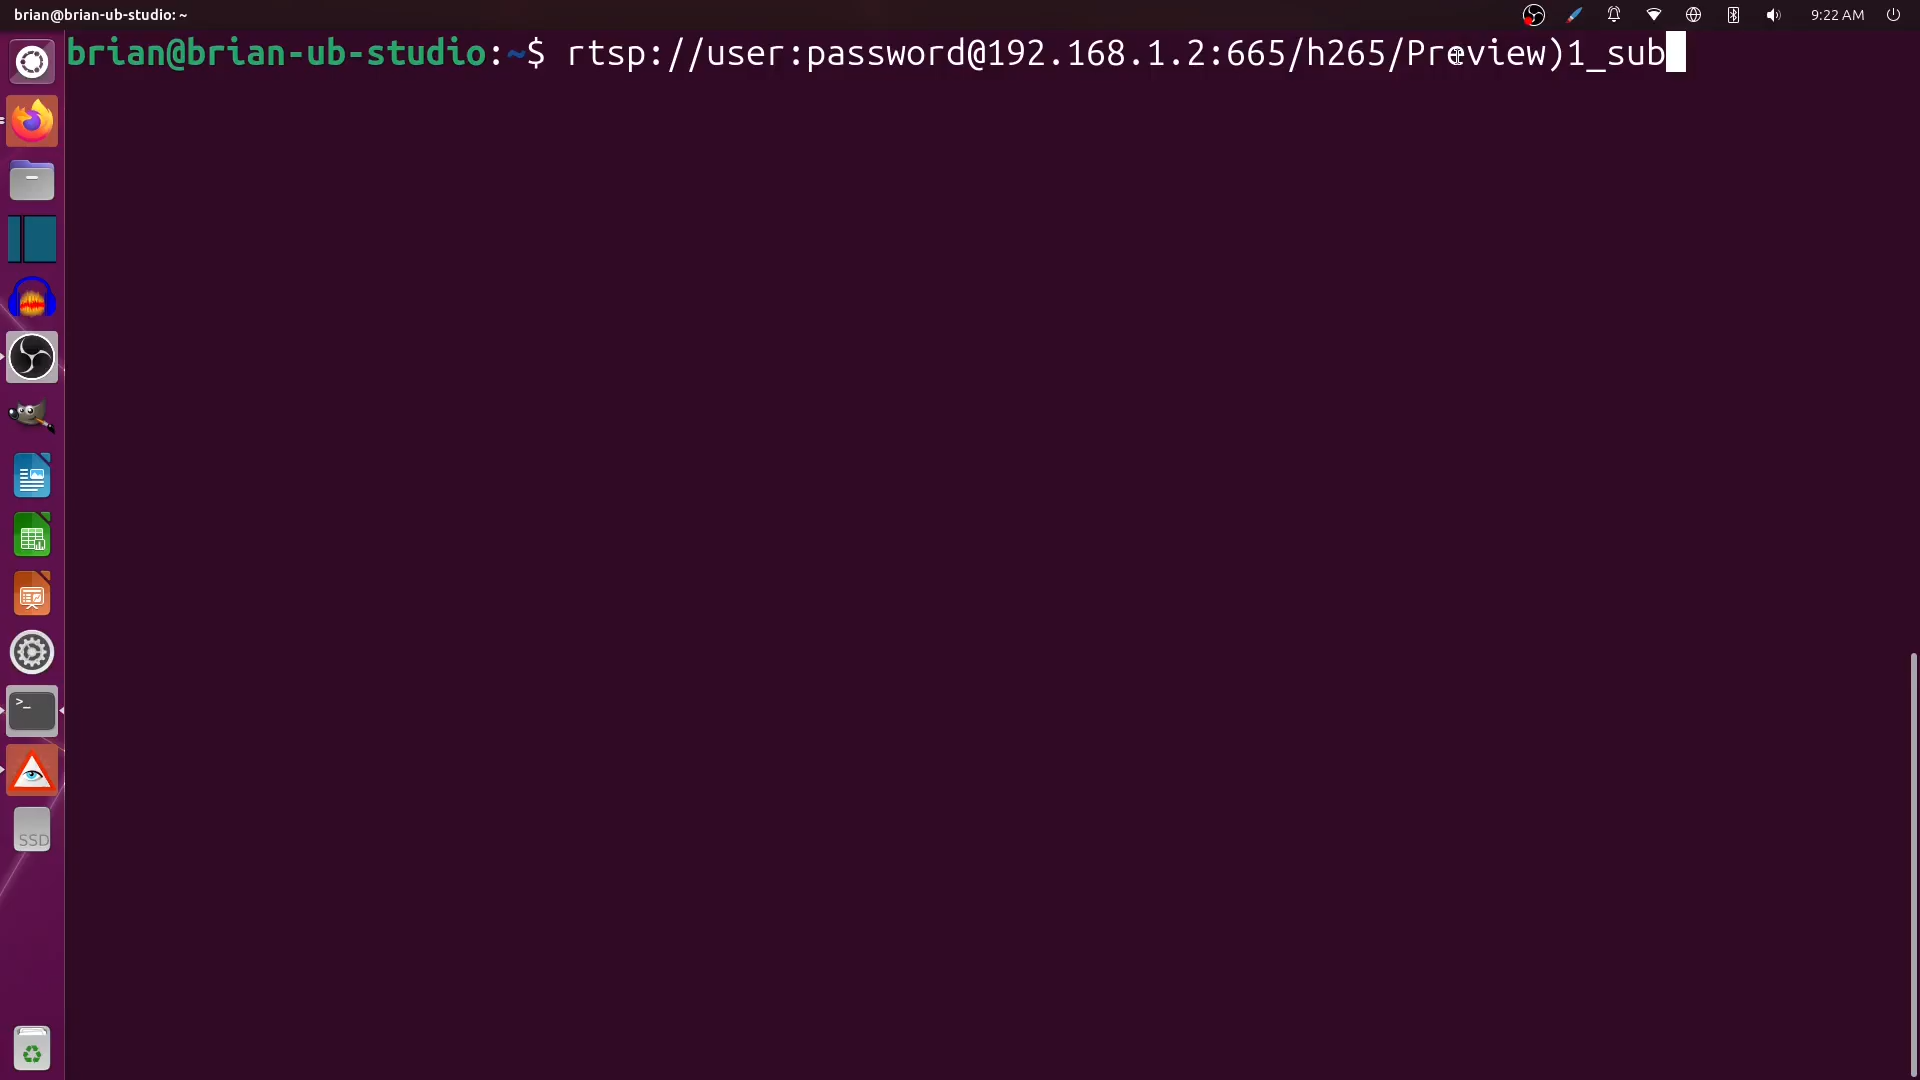 brian@brian-ub-studio: ~
9:22 AM
brian@brian-ub-studio:~$ rtsp://user:password@192.168.1.2:665/h265/Preview)1_sub
>_
SSD